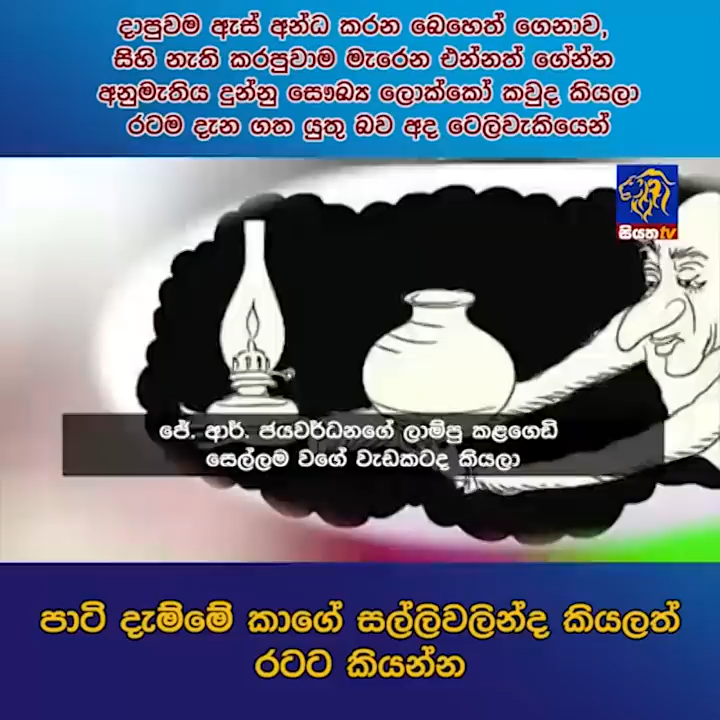 දාපුවම ඇස් අන්ධ කරන බෙහෙත් ගෙනාව,
සිහි නැති කරපුවාම මැරෙන එන්නත් ගේන්න
අනුමැතිය දුන්නු සෞඛ්‍ය ලොක්කෝ කවුද කියලා
රටම දැන ගත යුතු බව අද ටෙලිවැකියෙන්
සියත tv
ජේ. ආර්. ජයවර්ධනගේ ලාම්පු කළගෙඩි
සෙල්ලම වගේ වැඩකටද කියලා
පාටි දැම්මේ කාගේ සල්ලිවලින්ද කියලත්
රටට කියන්න